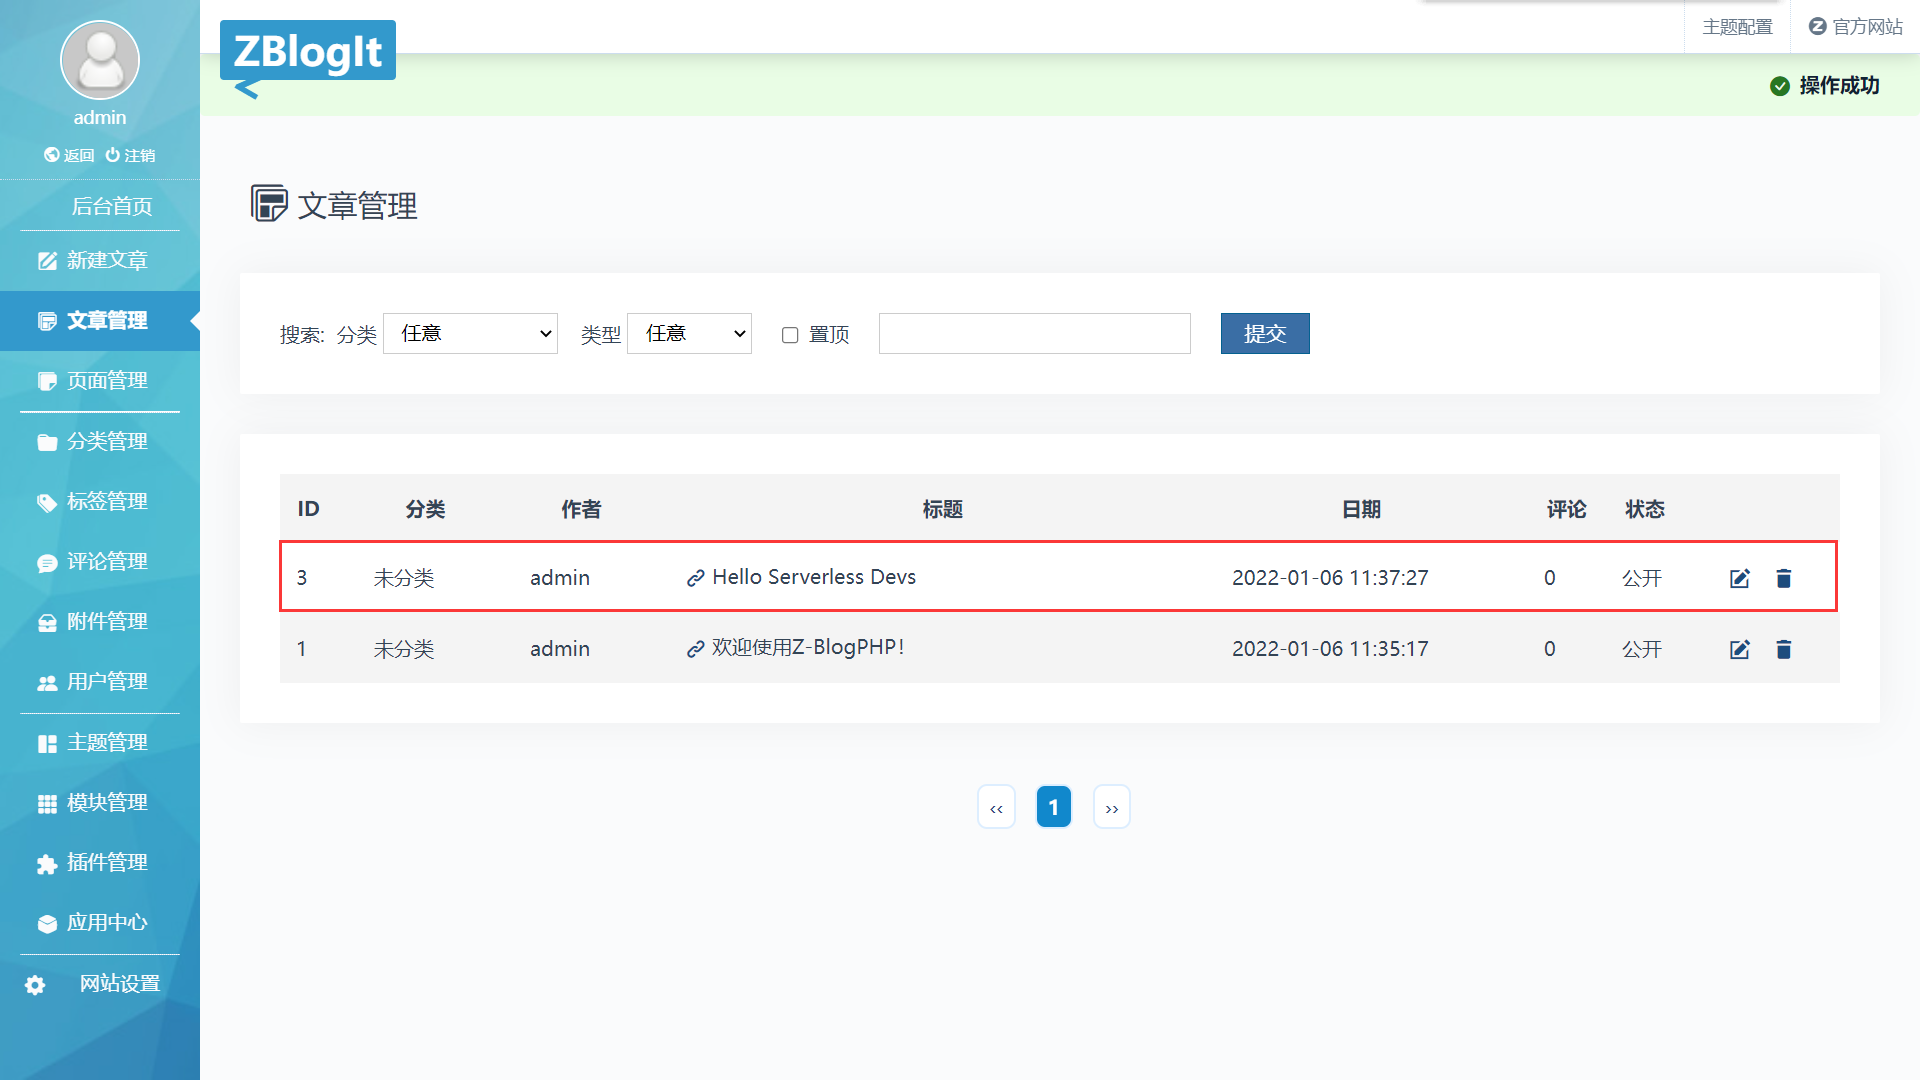 admin
返回 注销
后台首页
新建文章
文章管理
页面管理
分类管理
标签管理
评论管理
附件管理
用户管理
主题管理
模块管理
插件管理
应用中心
网站设置
ZBlogIt
主题配置 官方网站
操作成功
文章管理
搜索: 分类 任意 类型 任意 置顶 提交
ID 分类 作者 标题 日期 评论 状态
3 未分类 admin Hello Serverless Devs 2022-01-06 11:37:27 0 公开
1 未分类 admin 欢迎使用Z-BlogPHP! 2022-01-06 11:35:17 0 公开
‹‹ 1 ››